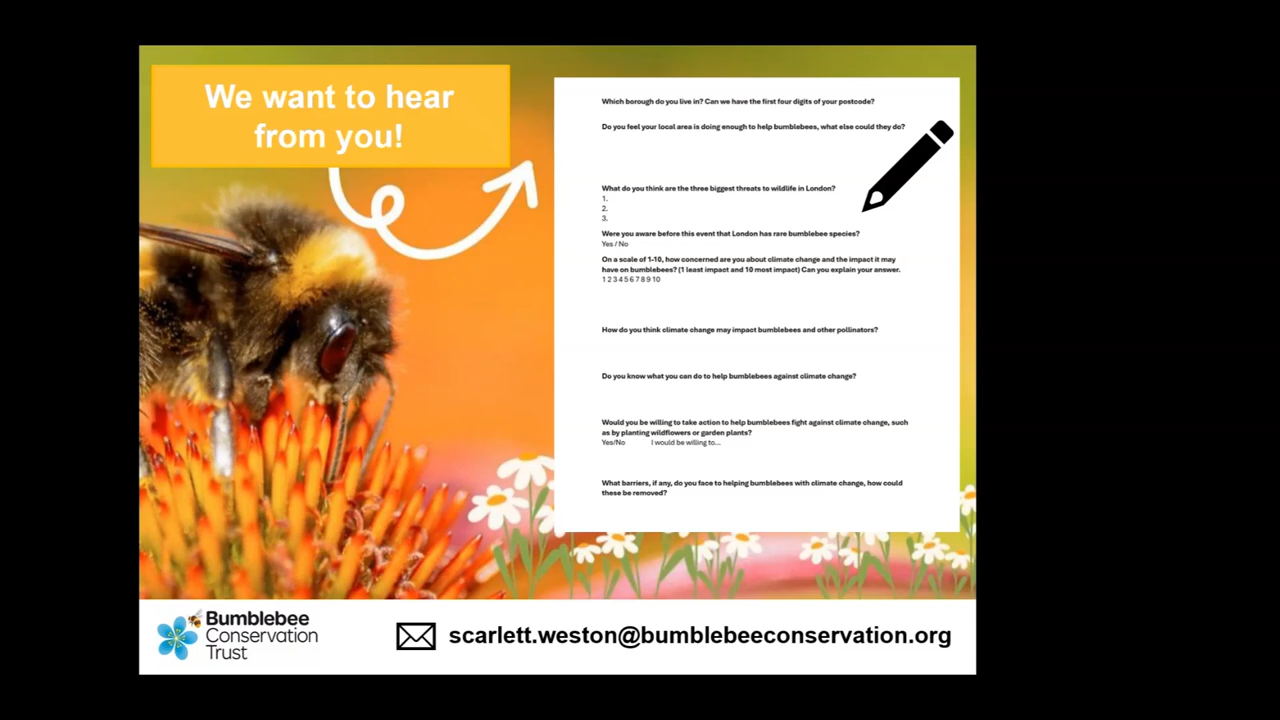 We want to hear
from you!
Which borough do you live in? Can we have the first four digits of your postcode?
Do you feel your local area is doing enough to help bumblebees, what else could they do?
What do you think are the three biggest threats to wildlife in London?
1.
2.
3.
Were you aware before this event that London has rare bumblebee species?
Yes / No
On a scale of 1-10, how concerned are you about climate change and the impact it may
have on bumblebees? (1 least impact and 10 most impact) Can you explain your answer.
1 2 3 4 5 6 7 8 9 10
How do you think climate change may impact bumblebees and other pollinators?
Do you know what you can do to help bumblebees against climate change?
Would you be willing to take action to help bumblebees fight against climate change, such
as by planting wildflowers or garden plants?
Yes/No I would be willing to...
What barriers, if any, do you face to helping bumblebees with climate change, how could
these be removed?
Bumblebee
Conservation
Trust
scarlett.weston@bumblebeeconservation.org